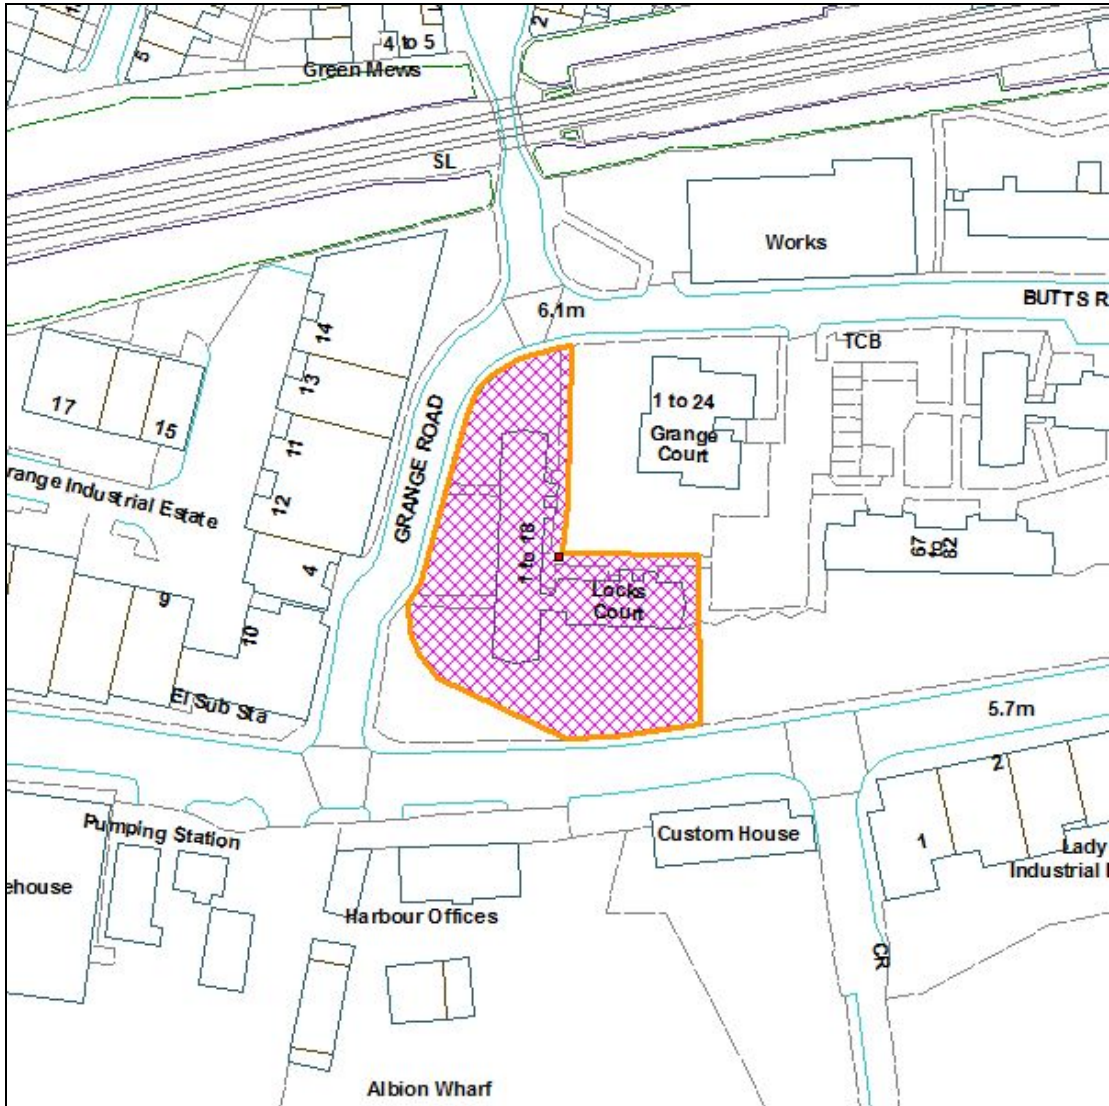 2
5
4 to 5
Green Mews
SL
Works
6.1m
BUTTS R
TCB
14
13
11
12
17
15
GRANGE ROAD
1 to 24
Grange
Court
range Industrial Estate
4
9
10
1 to 18
Locks
Court
67
to
82
El Sub Sta
5.7m
2
1
Pumping Station
Custom House
Lady
Industrial
ehouse
Harbour Offices
CR
Albion Wharf